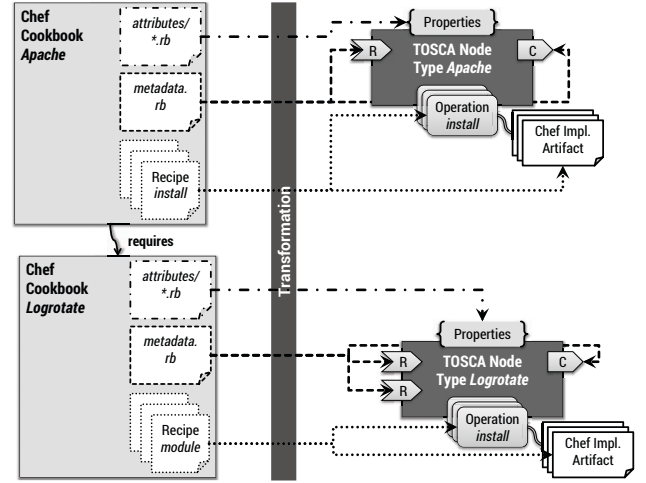 Chef
Cookbook
Apache
attributes/
*.rb
metadata.
rb
Recipe
install
Properties
R
TOSCA Node
Type Apache
C
Operation
install
Chef Impl.
Artifact
requires
Transformation
Chef
Cookbook
Logrotate
attributes/
*.rb
metadata.
rb
Recipe
module
Properties
R
R
TOSCA Node
Type Logrotate
C
Operation
install
Chef Impl.
Artifact